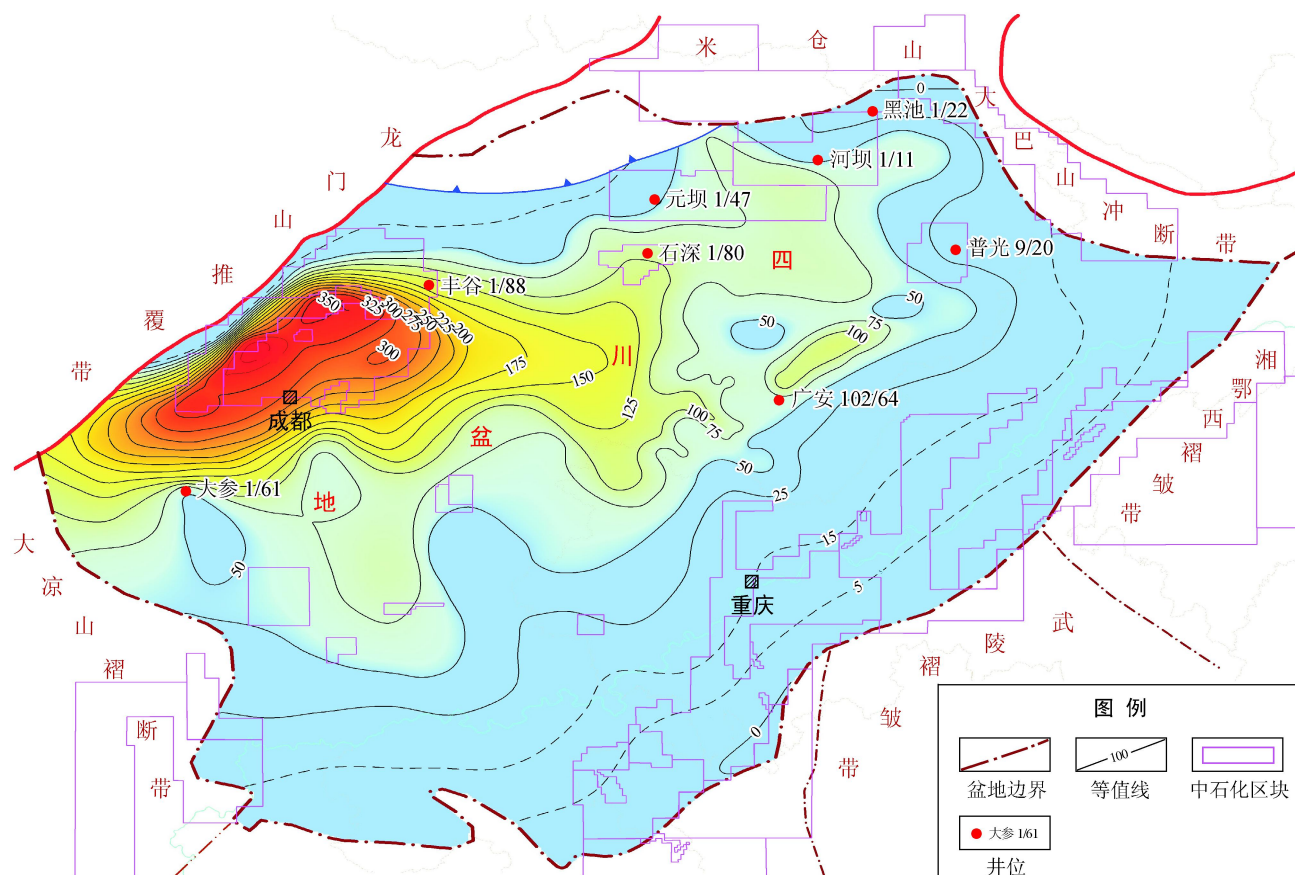 米仓山
大巴山冲断带
龙门山推覆带
黑池 1/22
河坝 1/11
元坝 1/47
普光 9/20
石深 1/80
丰谷 1/88
四川盆地
广安 102/64
成都
大参 1/61
重庆
湘鄂西褶皱带
武陵褶皱带
大凉山褶断带
0
350
325
300
275
250
225
200
300
175
150
125
100
75
50
50
75
50
100
50
25
15
5
0
图 例
100
盆地边界
等值线
中石化区块
大参 1/61
井位